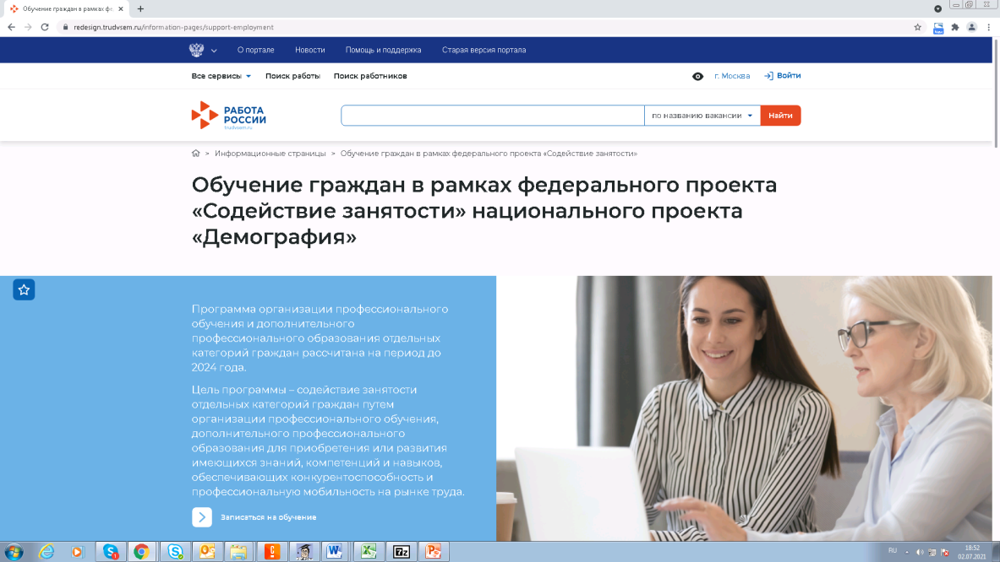 Обучение граждан в рамках фе
redesign.trudvsem.ru/information-pages/support-employment
О портале Новости Помощь и поддержка Старая версия портала
Все сервисы Поиск работы Поиск работников г. Москва Войти
РАБОТА
РОССИИ
trudvsem.ru
по названию вакансии Найти
> Информационные страницы > Обучение граждан в рамках федерального проекта «Содействие занятости»
Обучение граждан в рамках федерального проекта
«Содействие занятости» национального проекта
«Демография»
Программа организации профессионального
обучения и дополнительного
профессионального образования отдельных
категорий граждан рассчитана на период до
2024 года.
Цель программы – содействие занятости
отдельных категорий граждан путем
организации профессионального обучения,
дополнительного профессионального
образования для приобретения или развития
имеющихся знаний, компетенций и навыков,
обеспечивающих конкурентоспособность и
профессиональную мобильность на рынке труда.
Записаться на обучение
RU 18:52
02.07.2021